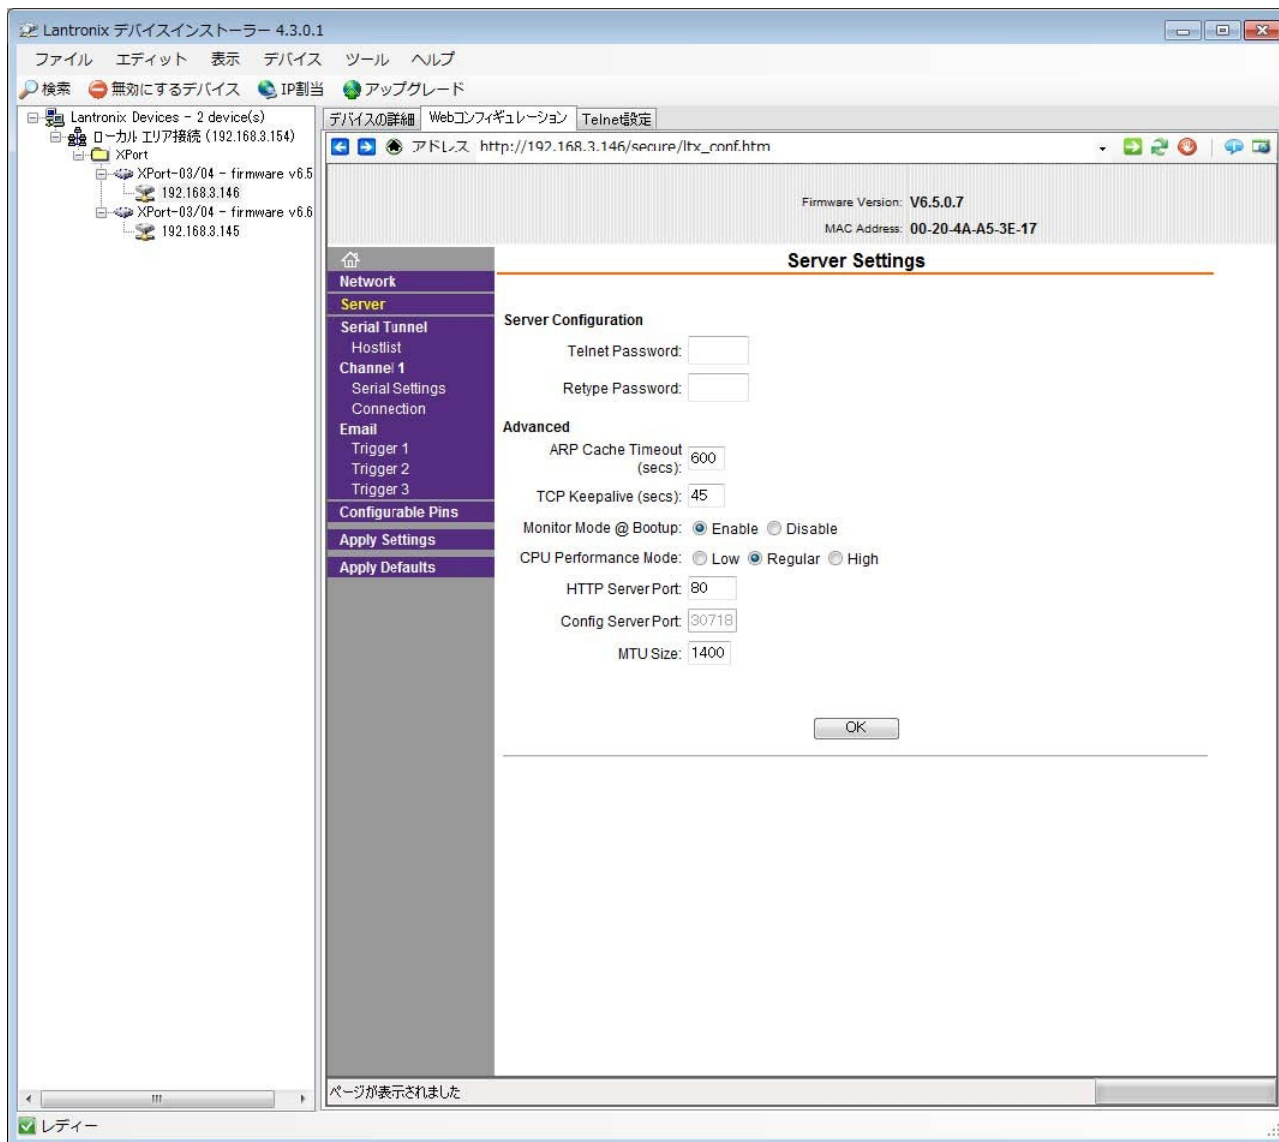 Lantronix デバイスインストーラー 4.3.0.1
ファイル エディット 表示 デバイス ツール ヘルプ
検索 無効にするデバイス IP割当 アップグレード
Lantronix Devices - 2 device(s)
ローカル エリア接続 (192.168.3.154)
XPort
XPort-03/04 - firmware v6.5
192.168.3.146
XPort-03/04 - firmware v6.6
192.168.3.145
デバイスの詳細 Webコンフィギュレーション Telnet設定
アドレス http://192.168.3.146/secure/ltx_conf.htm
Firmware Version: V6.5.0.7
MAC Address: 00-20-4A-A5-3E-17
Network
Server
Serial Tunnel
Hostlist
Channel 1
Serial Settings
Connection
Email
Trigger 1
Trigger 2
Trigger 3
Configurable Pins
Apply Settings
Apply Defaults
Server Settings
Server Configuration
Telnet Password:
Retype Password:
Advanced
ARP Cache Timeout
(secs): 600
TCP Keepalive (secs): 45
Monitor Mode @ Bootup: Enable Disable
CPU Performance Mode: Low Regular High
HTTP Server Port: 80
Config Server Port: 30718
MTU Size: 1400
OK
ページが表示されました
レディー